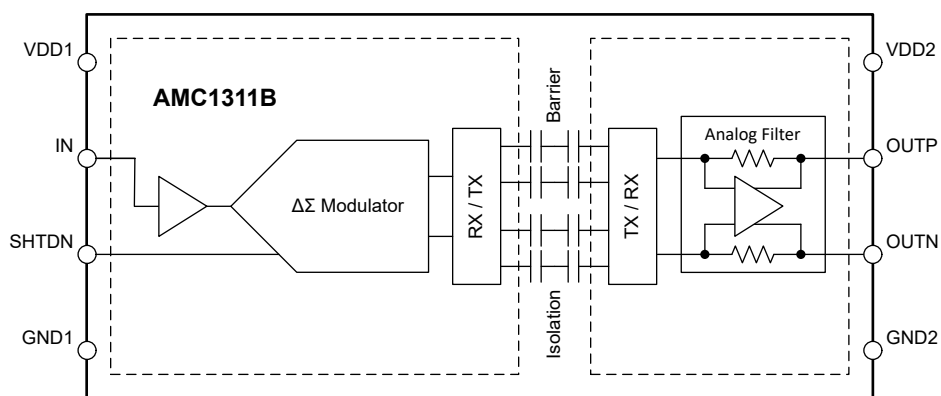 VDD1
VDD2
AMC1311B
Barrier
Analog Filter
IN
OUTP
ΔΣ Modulator
RX / TX
TX / RX
SHTDN
OUTN
Isolation
GND1
GND2